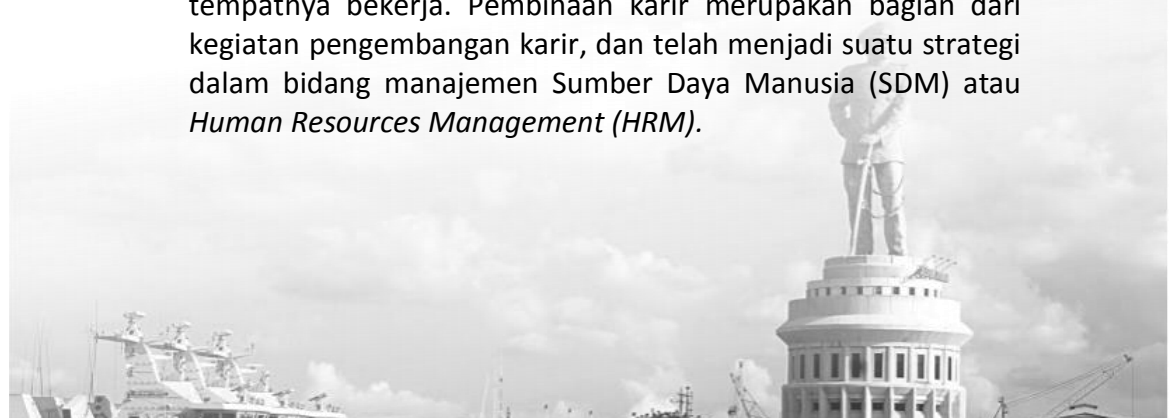 tempatnya bekerja. Pembinaan karir merupakan bagian dari
kegiatan pengembangan karir, dan telah menjadi suatu strategi
dalam bidang manajemen Sumber Daya Manusia (SDM) atau
Human Resources Management (HRM).